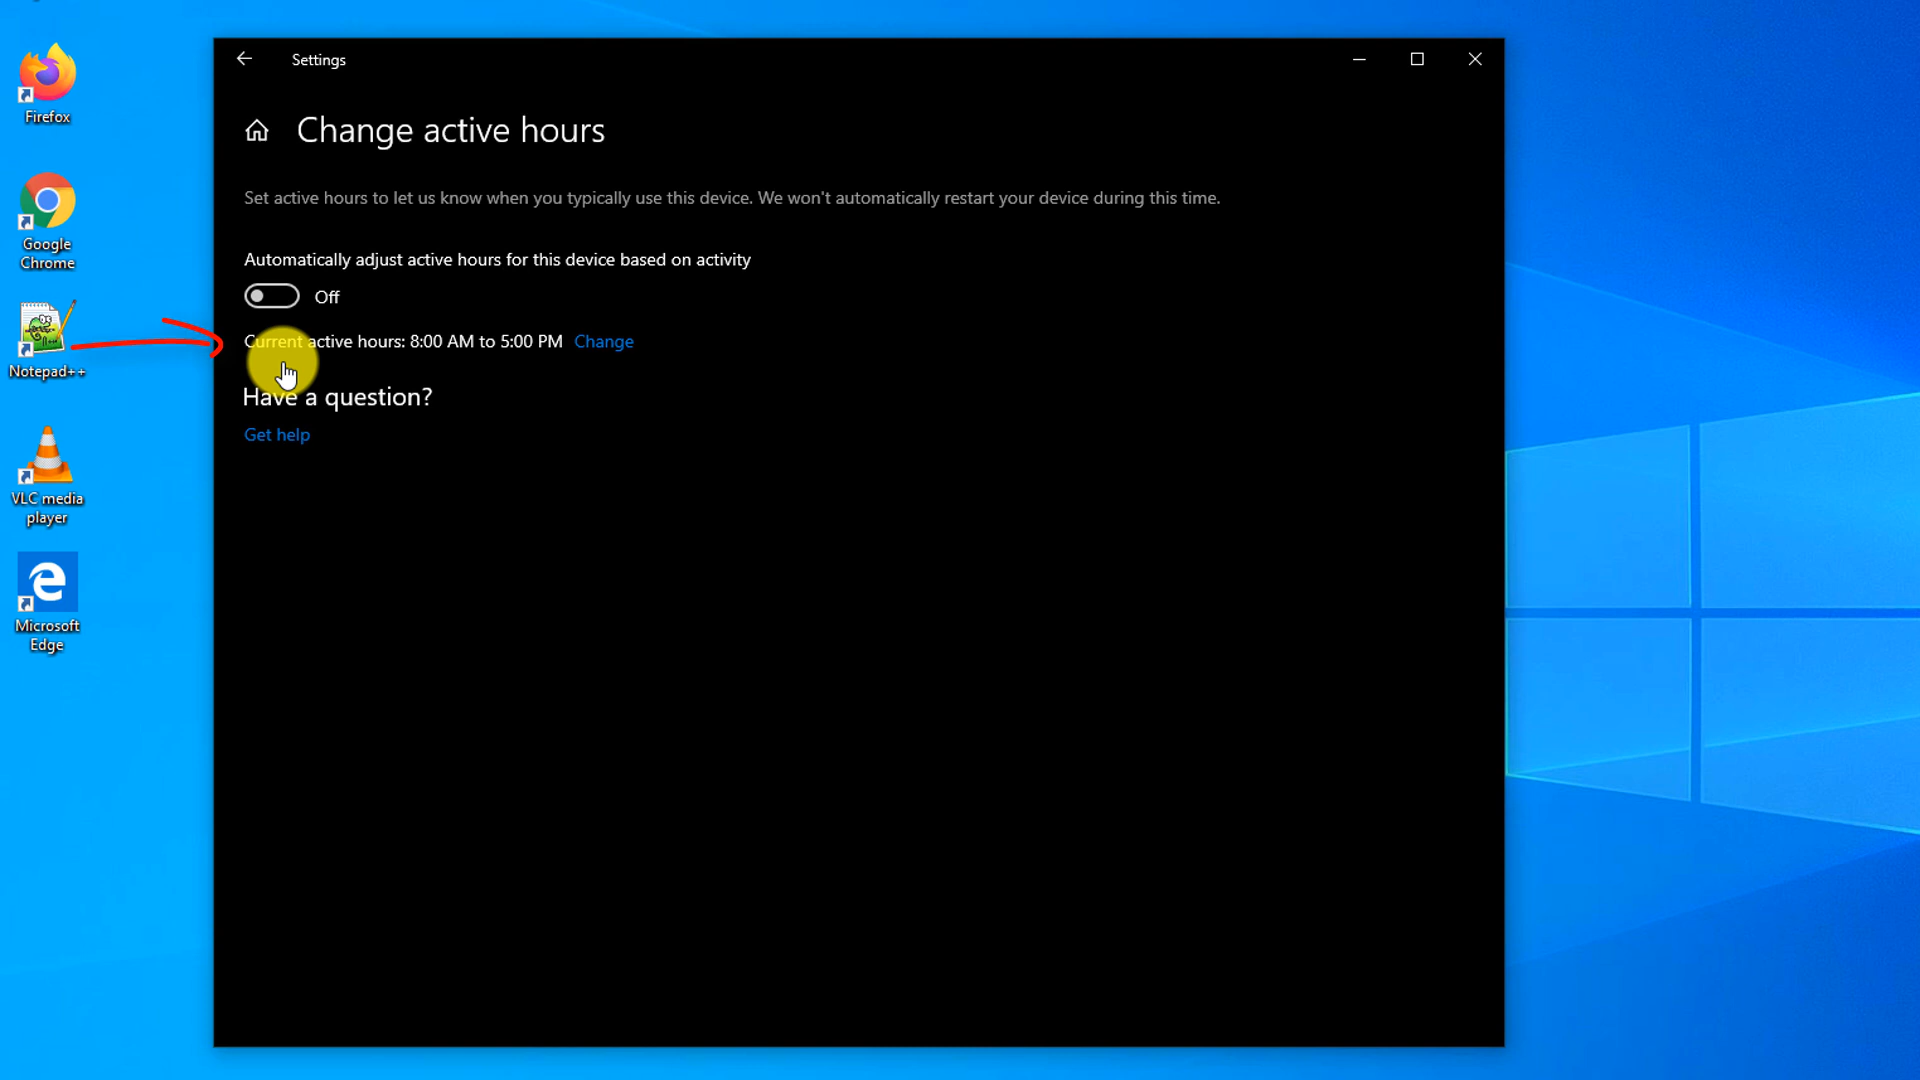 Settings
Change active hours
Set active hours to let us know when you typically use this device. We won't automatically restart your device during this time.
Automatically adjust active hours for this device based on activity
Off
Current active hours: 8:00 AM to 5:00 PM Change
Have a question?
Get help
Firefox
Google
Chrome
Notepad++
VLC media
player
Microsoft
Edge